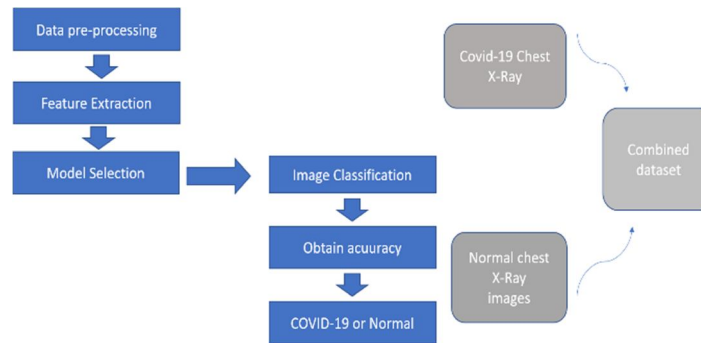 Data pre-processing
Feature Extraction
Model Selection
Image Classification
Obtain acuuracy
COVID-19 or Normal
Covid-19 Chest
X-Ray
Normal chest
X-Ray
images
Combined
dataset